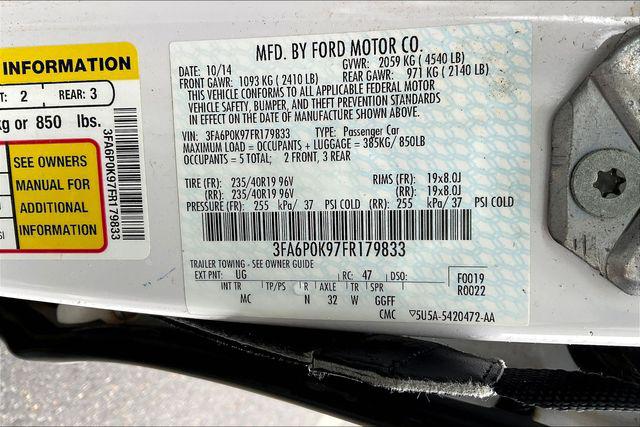 INFORMATION
T: 2 REAR: 3
kg or 850 lbs.
SEE OWNERS
MANUAL FOR
ADDITIONAL
INFORMATION
3FA6P0K97FR179833
MFD. BY FORD MOTOR CO.
DATE: 10/14 GVWR: 2059 KG ( 4540 LB)
FRONT GAWR: 1093 KG ( 2410 LB) REAR GAWR: 971 KG ( 2140 LB)
THIS VEHICLE CONFORMS TO ALL APPLICABLE FEDERAL MOTOR
VEHICLE SAFETY, BUMPER, AND THEFT PREVENTION STANDARDS
IN EFFECT ON THE DATE OF MANUFACTURE SHOWN ABOVE.
VIN: 3FA6P0K97FR179833 TYPE: Passenger Car
MAXIMUM LOAD = OCCUPANTS + LUGGAGE = 385KG/ 850LB
OCCUPANTS = 5 TOTAL; 2 FRONT, 3 REAR
TIRE (FR): 235/40R19 96V RIMS (FR): 19x8.0J
(RR): 235/40R19 96V (RR): 19x8.0J
PRESSURE (FR): 255 kPa/ 37 PSI COLD (RR): 255 kPa/ 37 PSI COLD
3FA6P0K97FR179833
TRAILER TOWING - SEE OWNER GUIDE
EXT PNT: UG RC: 47 DSO: F0019
R0022
INT TR TP/PS R AXLE TR SPR
MC N 32 W GGFF
CMC ▽5U5A-5420472-AA